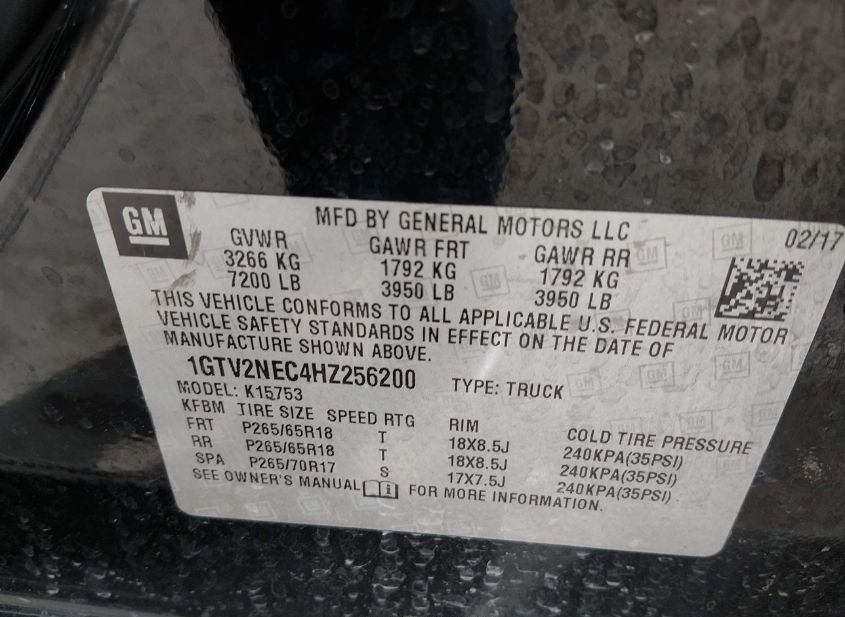 GM
MFD BY GENERAL MOTORS LLC 02/17
GVWR GAWR FRT GAWR RR
3266 KG 1792 KG 1792 KG
7200 LB 3950 LB 3950 LB
THIS VEHICLE CONFORMS TO ALL APPLICABLE U.S. FEDERAL MOTOR
VEHICLE SAFETY STANDARDS IN EFFECT ON THE DATE OF
MANUFACTURE SHOWN ABOVE.
1GTV2NEC4HZ256200 TYPE: TRUCK
MODEL: K15753
KFBM TIRE SIZE SPEED RTG RIM COLD TIRE PRESSURE
FRT P265/65R18 T 18X8.5J 240KPA(35PSI)
RR P265/65R18 T 18X8.5J 240KPA(35PSI)
SPA P265/70R17 S 17X7.5J 240KPA(35PSI)
SEE OWNER'S MANUAL FOR MORE INFORMATION.